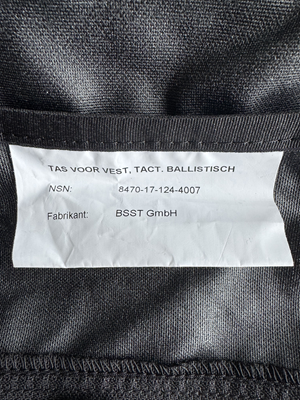 TAS VOOR VEST, TACT. BALLISTISCH
NSN: 8470-17-124-4007
Fabrikant: BSST GmbH